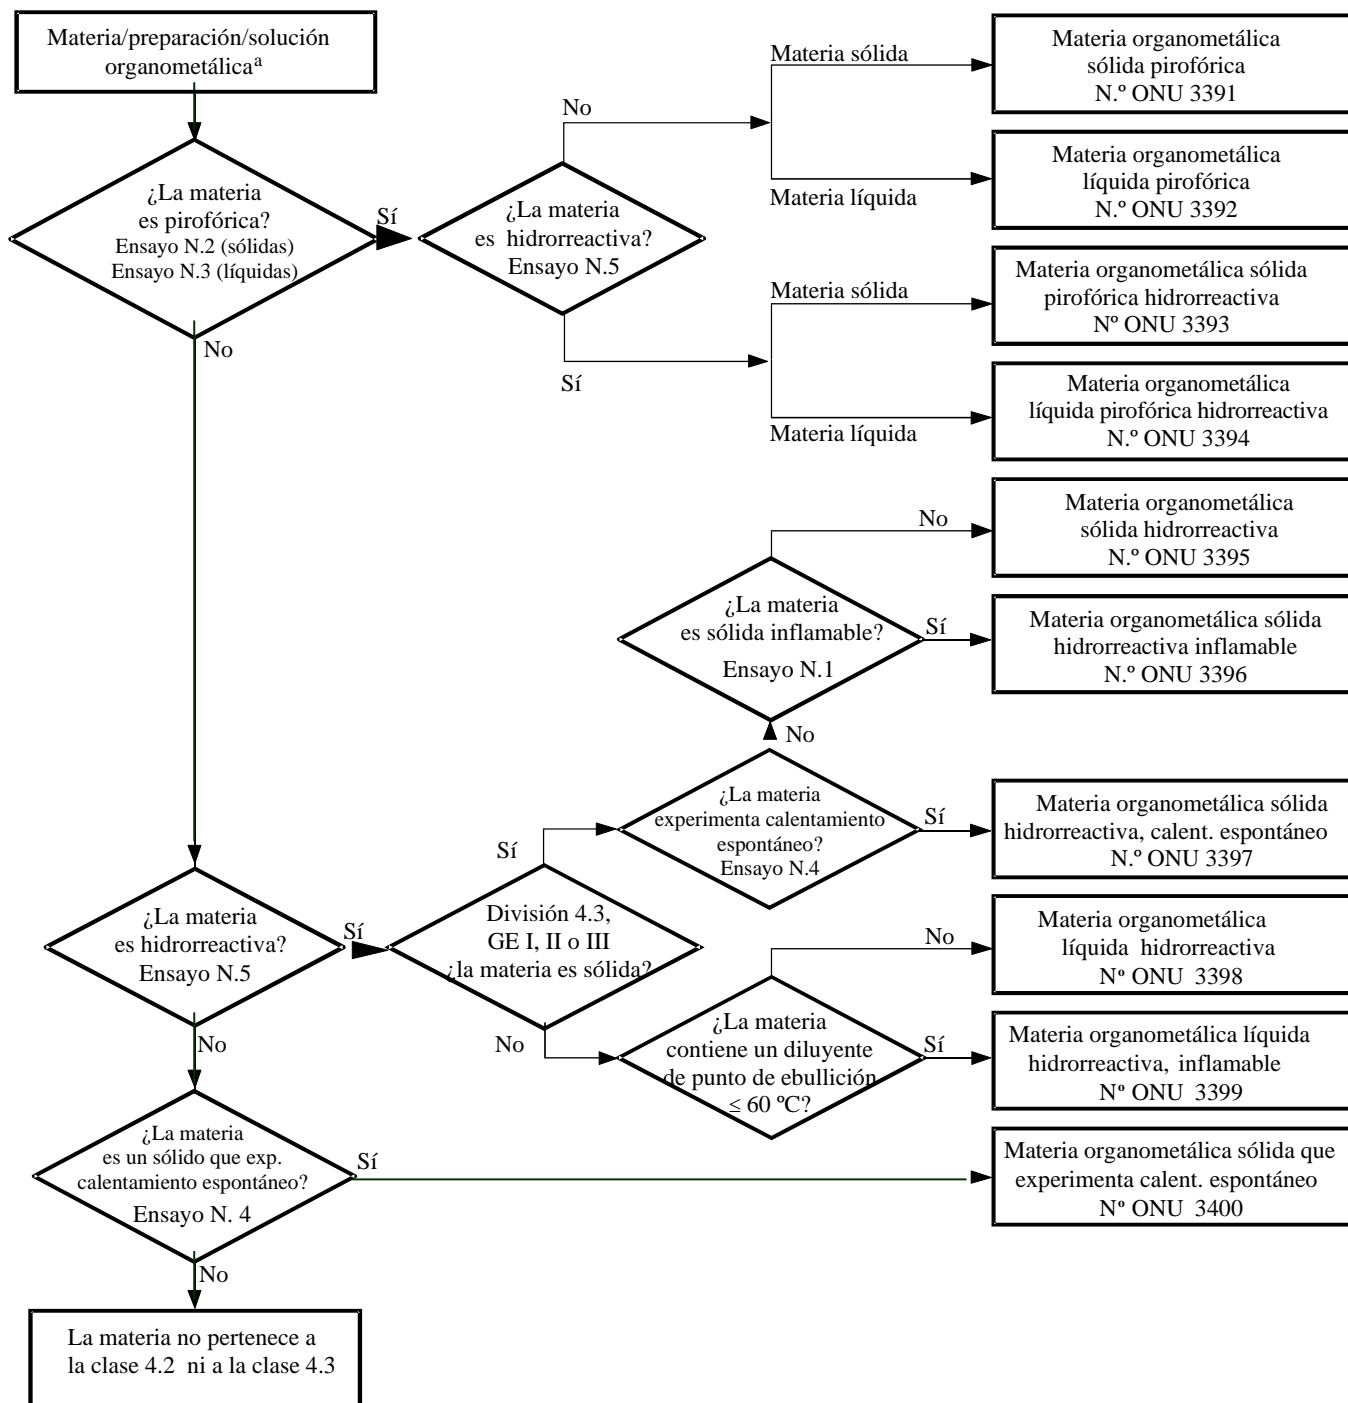 Materia/preparación/solución
organometálicaª
¿La materia
es pirofórica?
Ensayo N.2 (sólidas)
Ensayo N.3 (líquidas)
Sí
No
¿La materia
es hidrorreactiva?
Ensayo N.5
No
Sí
Materia sólida
Materia líquida
Materia sólida
Materia líquida
Materia organometálica
sólida pirofórica
N.º ONU 3391
Materia organometálica
líquida pirofórica
N.º ONU 3392
Materia organometálica sólida
pirofórica hidrorreactiva
Nº ONU 3393
Materia organometálica
líquida pirofórica hidrorreactiva
N.º ONU 3394
No
Materia organometálica
sólida hidrorreactiva
N.º ONU 3395
¿La materia
es sólida inflamable?
Ensayo N.1
Sí
Materia organometálica sólida
hidrorreactiva inflamable
N.º ONU 3396
No
¿La materia
experimenta calentamiento
espontáneo?
Ensayo N.4
Sí
Materia organometálica sólida
hidrorreactiva, calent. espontáneo
N.º ONU 3397
¿La materia
es hidrorreactiva?
Ensayo N.5
Sí
No
Sí
División 4.3,
GE I, II o III
¿la materia es sólida?
No
No
Materia organometálica
líquida hidrorreactiva
Nº ONU 3398
¿La materia
contiene un diluyente
de punto de ebullición
≤ 60 ºC?
Sí
Materia organometálica líquida
hidrorreactiva, inflamable
Nº ONU 3399
¿La materia
es un sólido que exp.
calentamiento espontáneo?
Ensayo N. 4
Sí
Materia organometálica sólida que
experimenta calent. espontáneo
Nº ONU 3400
No
La materia no pertenece a
la clase 4.2 ni a la clase 4.3